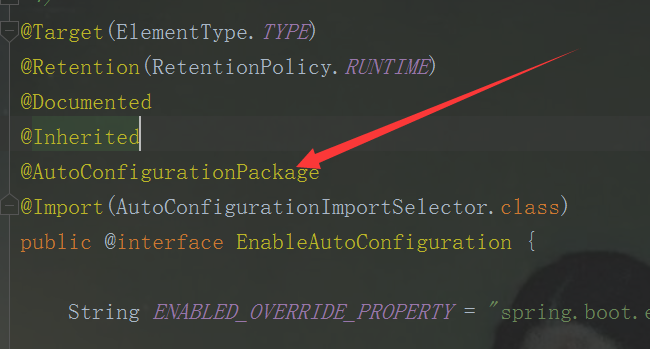 @Target(ElementType.TYPE)
@Retention(RetentionPolicy.RUNTIME)
@Documented
@Inherited
@AutoConfigurationPackage
@Import(AutoConfigurationImportSelector.class)
public @interface EnableAutoConfiguration {
String ENABLED_OVERRIDE_PROPERTY = "spring.boot.e